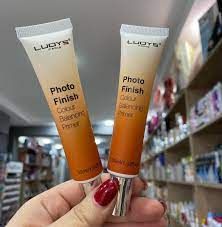 LUDYS
Photo
Finish
Colour
Balancing
Primer
LUDYS
Photo
Finish
Colour
Balancing
Primer